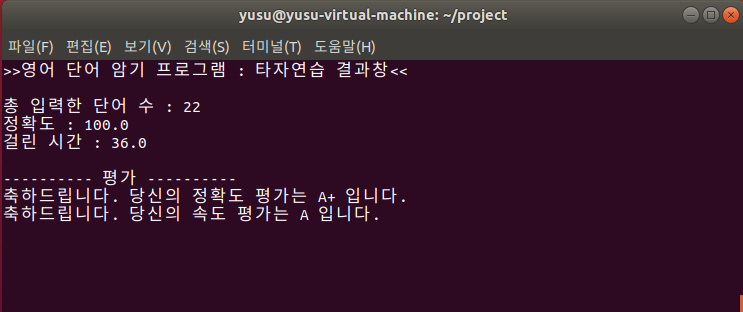 yusu@yusu-virtual-machine: ~/project
파일(F) 편집(E) 보기(V) 검색(S) 터미널(T) 도움말(H)
>>영어 단어 암기 프로그램 : 타자연습 결과창<<
총 입력한 단어 수 : 22
정확도 : 100.0
걸린 시간 : 36.0
---------- 평가 ----------
축하드립니다. 당신의 정확도 평가는 A+ 입니다.
축하드립니다. 당신의 속도 평가는 A 입니다.